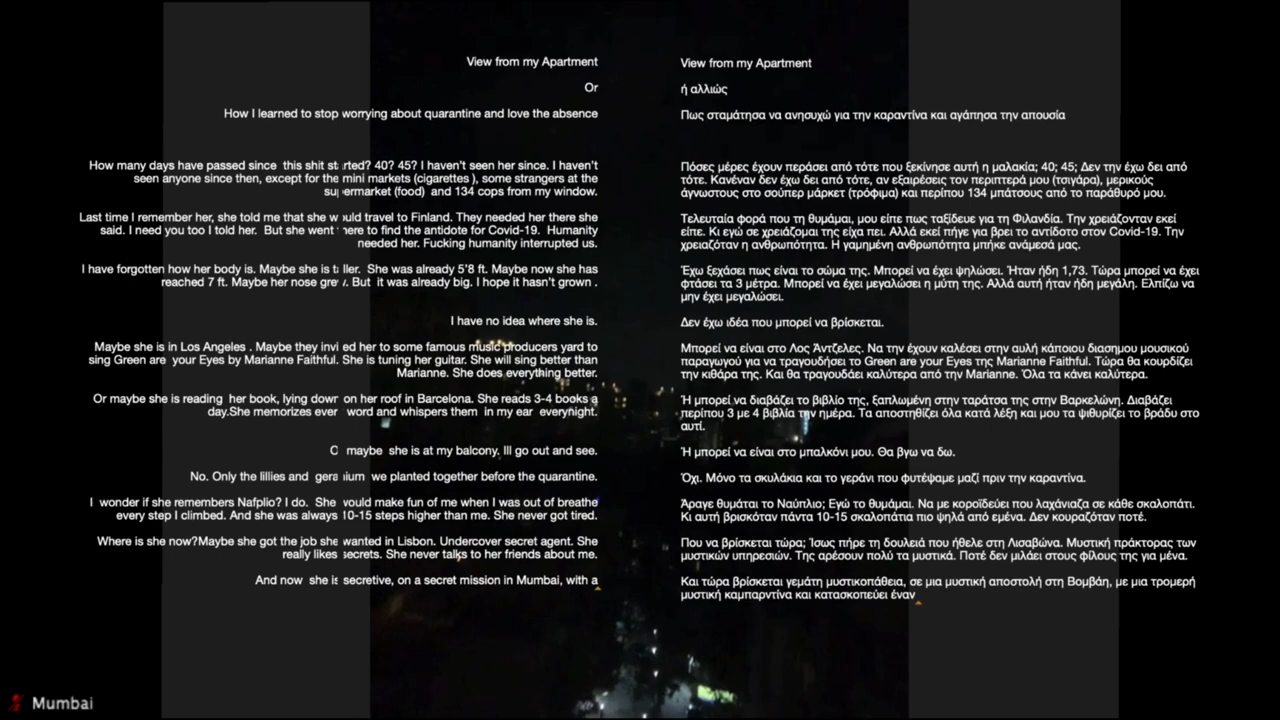 View from my Apartment
Or
How I learned to stop worrying about quarantine and love the absence
How many days have passed since this shit started? 40? 45? I haven't seen her since. I haven't
seen anyone since then, except for the mini markets (cigarettes ), some strangers at the
supermarket (food) and 134 cops from my window.
Last time I remember her, she told me that she would travel to Finland. They needed her there she
said. I need you too I told her. But she went there to find the antidote for Covid-19. Humanity
needed her. Fucking humanity interrupted us.
I have forgotten how her body is. Maybe she is taller. She was already 5'8 ft. Maybe now she has
reached 7 ft. Maybe her nose grew. But it was already big. I hope it hasn't grown .
I have no idea where she is.
Maybe she is in Los Angeles . Maybe they invited her to some famous music producers yard to
sing Green are your Eyes by Marianne Faithful. She is tuning her guitar. She will sing better than
Marianne. She does everything better.
Or maybe she is reading her book, lying down on her roof in Barcelona. She reads 3-4 books a
day.She memorizes every word and whispers them in my ear everynight.
Or maybe she is at my balcony. Ill go out and see.
No. Only the lillies and geranium we planted together before the quarantine.
I wonder if she remembers Nafplio? I do. She would make fun of me when I was out of breathe
every step I climbed. And she was always 10-15 steps higher than me. She never got tired.
Where is she now?Maybe she got the job she wanted in Lisbon. Undercover secret agent. She
really likes secrets. She never talks to her friends about me.
And now she is secretive, on a secret mission in Mumbai, with a
View from my Apartment
ή αλλιώς
Πως σταμάτησα να ανησυχώ για την καραντίνα και αγάπησα την απουσία
Πόσες μέρες έχουν περάσει από τότε που ξεκίνησε αυτή η μαλακία; 40; 45; Δεν την έχω δει από
τότε. Κανέναν δεν έχω δει από τότε, αν εξαιρέσεις τον περιπτερά μου (τσιγάρα), μερικούς
άγνωστους στο σούπερ μάρκετ (τρόφιμα) και περίπου 134 μπάτσους από το παράθυρό μου.
Τελευταία φορά που τη θυμάμαι, μου είπε πως ταξίδευε για τη Φιλανδία. Την χρειάζονταν εκεί
είπε. Κι εγώ σε χρειάζομαι της είχα πει. Αλλά εκεί πήγε για βρει το αντίδοτο στον Covid-19. Την
χρειαζόταν η ανθρωπότητα. Η γαμημένη ανθρωπότητα μπήκε ανάμεσά μας.
Έχω ξεχάσει πως είναι το σώμα της. Μπορεί να έχει ψηλώσει. Ήταν ήδη 1,73. Τώρα μπορεί να έχει
φτάσει τα 3 μέτρα. Μπορεί να έχει μεγαλώσει η μύτη της. Αλλά αυτή ήταν ήδη μεγάλη. Ελπίζω να
μην έχει μεγαλώσει.
Δεν έχω ιδέα που μπορεί να βρίσκεται.
Μπορεί να είναι στο Λος Άντζελες. Να την έχουν καλέσει στην αυλή κάποιου διασημου μουσικού
παραγωγού για να τραγουδήσει το Green are your Eyes της Marianne Faithful. Τώρα θα κουρδίζει
την κιθάρα της. Και θα τραγουδάει καλύτερα από την Marianne. Όλα τα κάνει καλύτερα.
Ή μπορεί να διαβάζει το βιβλίο της, ξαπλωμένη στην ταράτσα της στην Βαρκελώνη. Διαβάζει
περίπου 3 με 4 βιβλία την ημέρα. Τα αποστηθίζει όλα κατά λέξη και μου τα ψιθυρίζει το βράδυ στο
αυτί.
Ή μπορεί να είναι στο μπαλκόνι μου. Θα βγω να δω.
Όχι. Μόνο τα σκυλάκια και το γεράνι που φυτέψαμε μαζί πριν την καραντίνα.
Άραγε θυμάται το Ναύπλιο; Εγώ το θυμάμαι. Να με κοροϊδεύει που λαχάνιαζα σε κάθε σκαλοπάτι.
Κι αυτή βρισκόταν πάντα 10-15 σκαλοπάτια πιο ψηλά από εμένα. Δεν κουραζόταν ποτέ.
Που να βρίσκεται τώρα; Ίσως πήρε τη δουλειά που ήθελε στη Λισαβώνα. Μυστική πράκτορας των
μυστικών υπηρεσιών. Της αρέσουν πολύ τα μυστικά. Ποτέ δεν μιλάει στους φίλους της για μένα.
Και τώρα βρίσκεται γεμάτη μυστικοπάθεια, σε μια μυστική αποστολή στη Βομβάη, με μια τρομερή
μυστική καμπαρντίνα και κατασκοπεύει έναν
Mumbai